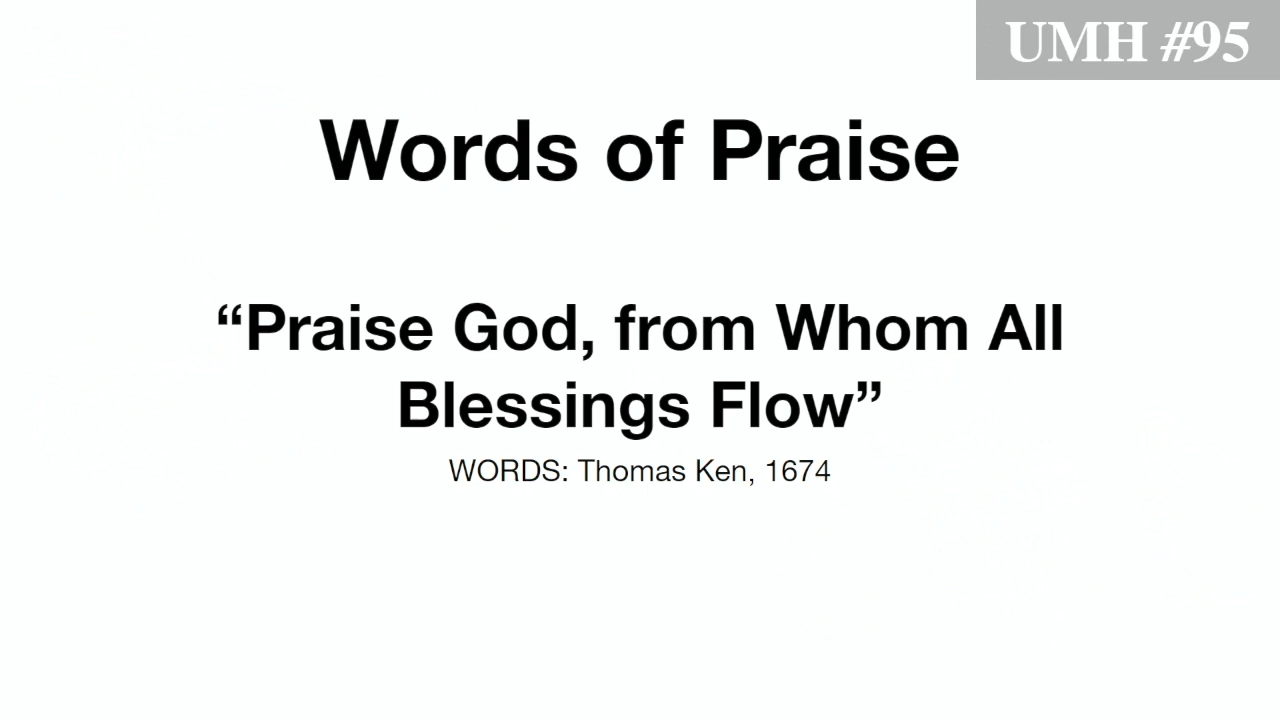 UMH #95
Words of Praise
“Praise God, from Whom All
Blessings Flow”
WORDS: Thomas Ken, 1674